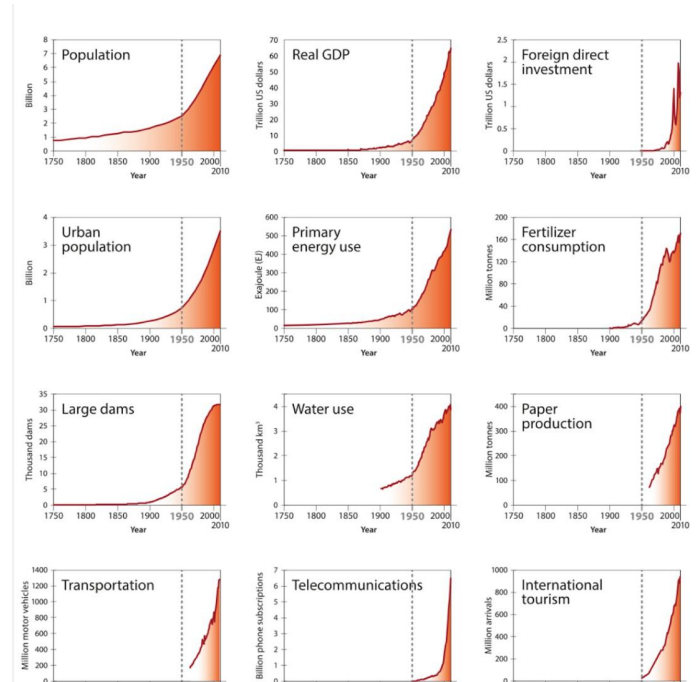 Population
Billion
8
7
6
5
4
3
2
1
0
1750 1800 1850 1900 1950 2000 2010
Year
Real GDP
Trillion US dollars
70
60
50
40
30
20
10
0
1750 1800 1850 1900 1950 2000 2010
Year
Foreign direct
investment
Trillion US dollars
2.5
2
1.5
1
0.5
0
1750 1800 1850 1900 1950 2000 2010
Year
Urban
population
Billion
4
3
2
1
0
1750 1800 1850 1900 1950 2000 2010
Year
Primary
energy use
Exajoule (EJ)
600
500
400
300
200
100
0
1750 1800 1850 1900 1950 2000 2010
Year
Fertilizer
consumption
Million tonnes
200
160
120
80
40
0
1750 1800 1850 1900 1950 2000 2010
Year
Large dams
Thousand dams
35
30
25
20
15
10
5
0
1750 1800 1850 1900 1950 2000 2010
Year
Water use
Thousand km³
4
3
2
1
0
1750 1800 1850 1900 1950 2000 2010
Year
Paper
production
Million tonnes
400
300
200
100
0
1750 1800 1850 1900 1950 2000 2010
Year
Transportation
Million motor vehicles
1400
1200
1000
800
600
400
200
0
Telecommunications
Billion phone subscriptions
7
6
5
4
3
2
1
0
International
tourism
Million arrivals
1000
800
600
400
200
0